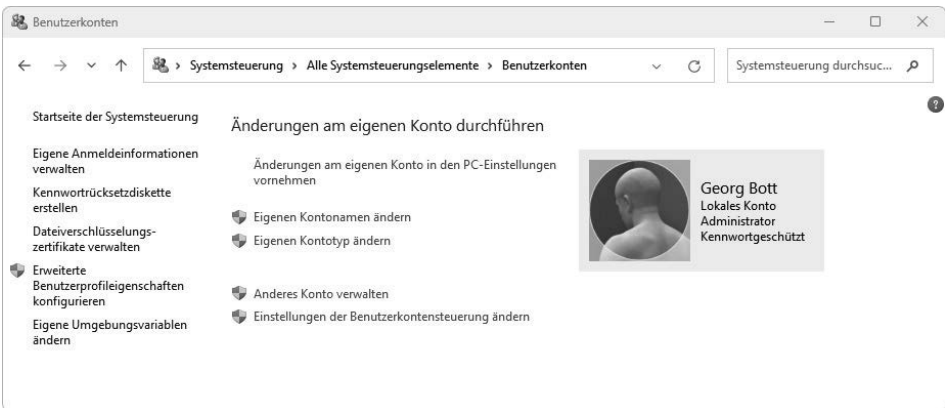 Benutzerkonten
Systemsteuerung › Alle Systemsteuerungselemente › Benutzerkonten
Systemsteuerung durchsuc...
?
Startseite der Systemsteuerung
Eigene Anmeldeinformationen
verwalten
Kennwortrücksetzdiskette
erstellen
Dateiverschlüsselungs-
zertifikate verwalten
Erweiterte
Benutzerprofileigenschaften
konfigurieren
Eigene Umgebungsvariablen
ändern
Änderungen am eigenen Konto durchführen
Änderungen am eigenen Konto in den PC-Einstellungen
vornehmen
Eigenen Kontonamen ändern
Eigenen Kontotyp ändern
Anderes Konto verwalten
Einstellungen der Benutzerkontensteuerung ändern
Georg Bott
Lokales Konto
Administrator
Kennwortgeschützt